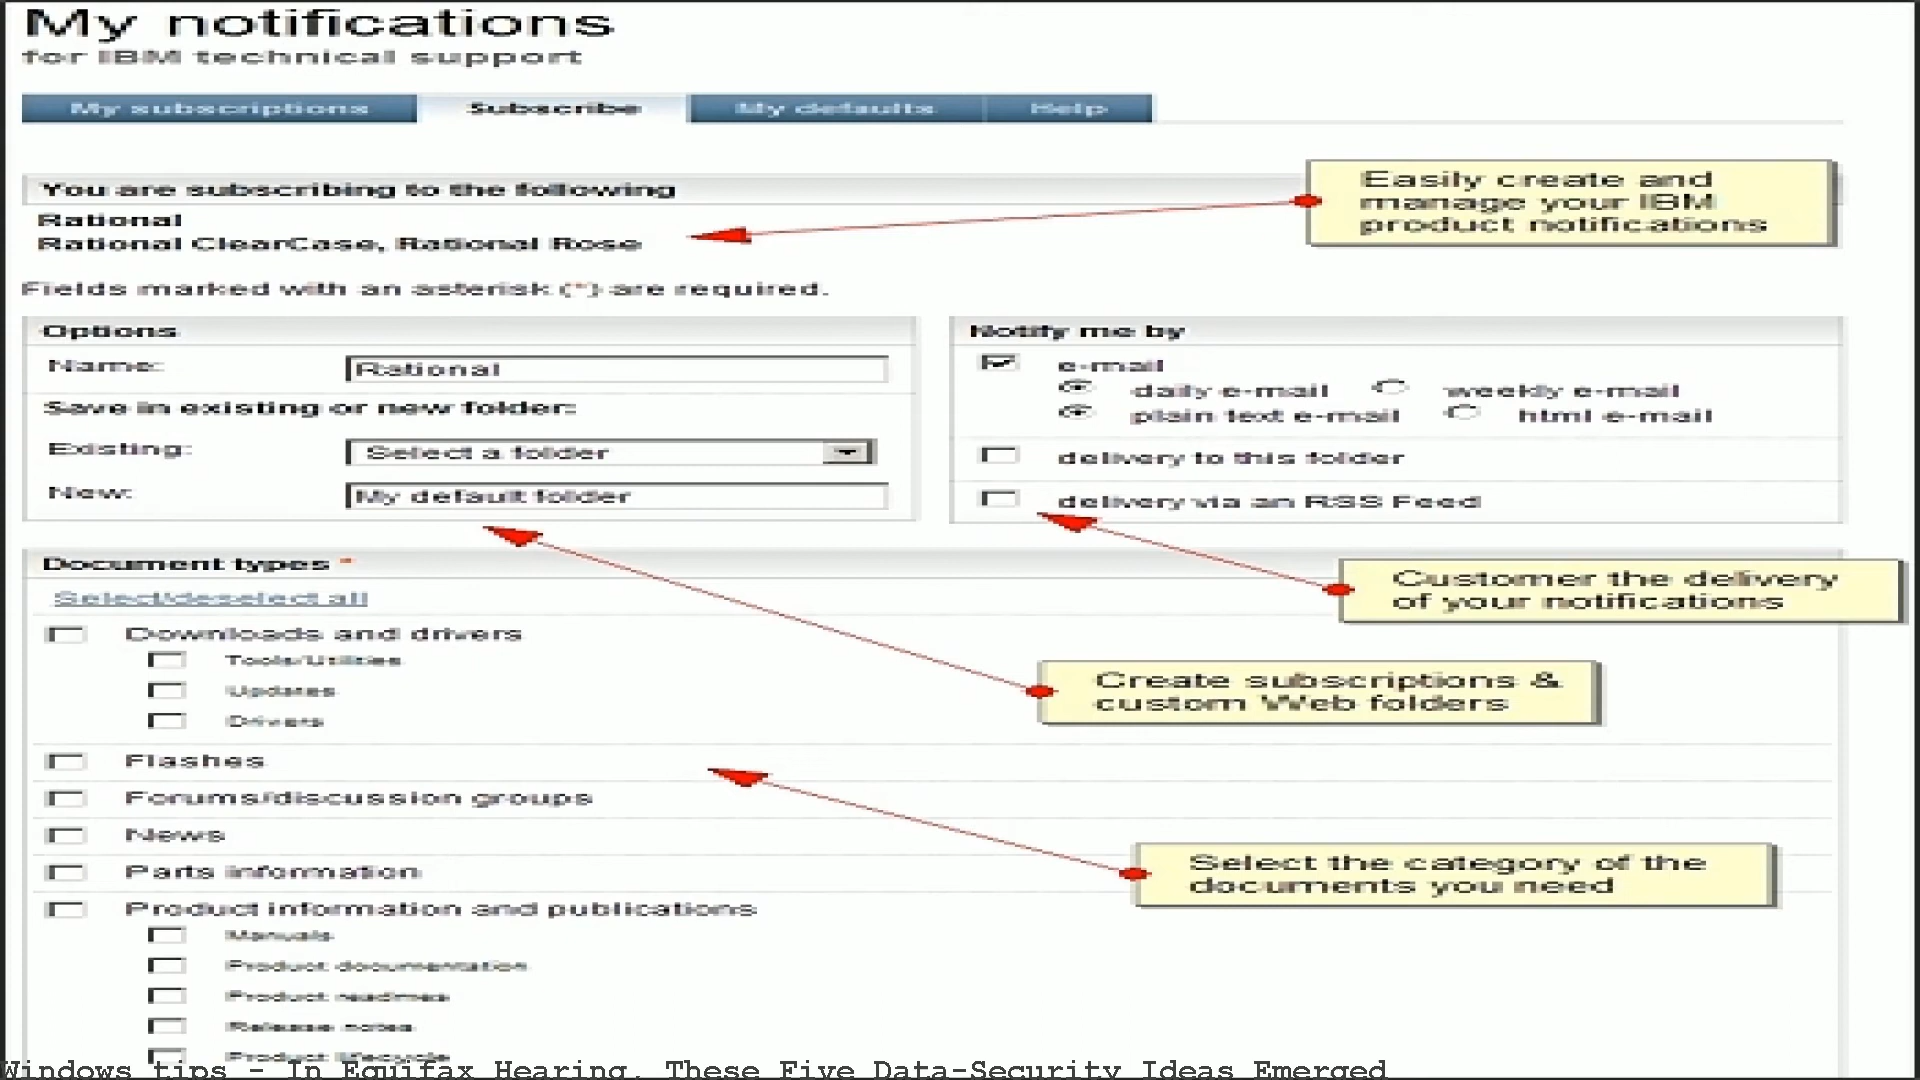 My notifications
for IBM technical support
My subscriptions Subscribe My defaults Help
You are subscribing to the following
Rational
Rational ClearCase, Rational Rose
Easily create and
manage your IBM
product notifications
Fields marked with an asterisk (*) are required.
Options
Name: Rational
Save in existing or new folder:
Existing: Select a folder
New: My default folder
Notify me by
e-mail
daily e-mail weekly e-mail
plain text e-mail html e-mail
delivery to this folder
delivery via an RSS Feed
Customer the delivery
of your notifications
Document types *
Select/deselect all
Downloads and drivers
Tools/Utilities
Updates
Drivers
Create subscriptions &
custom Web folders
Flashes
Forums/discussion groups
News
Parts information
Select the category of the
documents you need
Product information and publications
Manuals
Product documentation
Product readmes
Release notes
Product lifecycle
Windows tips - In Equifax Hearing, These Five Data-Security Ideas Emerged